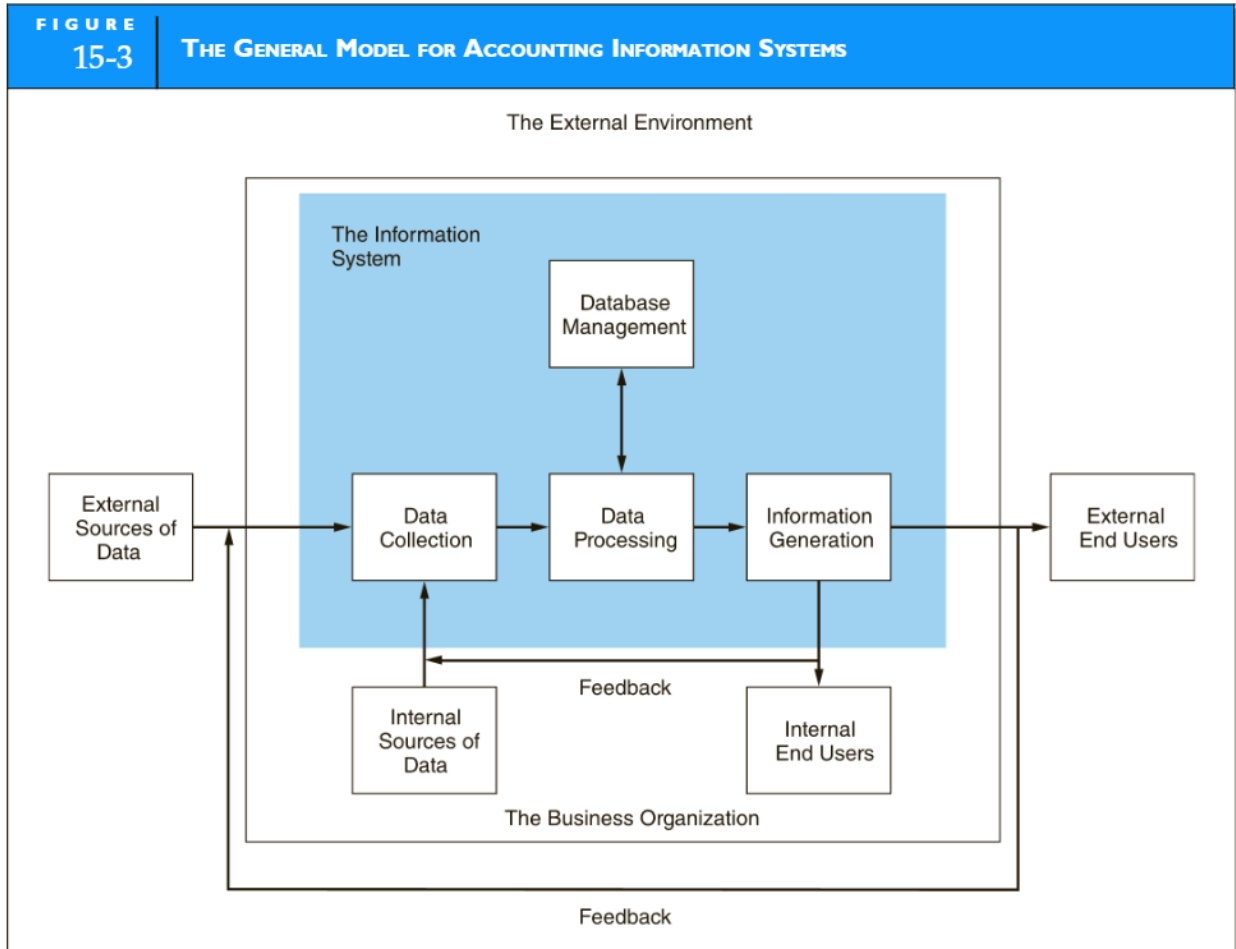 FIGURE
15-3
THE GENERAL MODEL FOR ACCOUNTING INFORMATION SYSTEMS
The External Environment
The Information
System
Database
Management
External
Sources of
Data
Data
Collection
Data
Processing
Information
Generation
External
End Users
Feedback
Internal
Sources of
Data
Internal
End Users
The Business Organization
Feedback